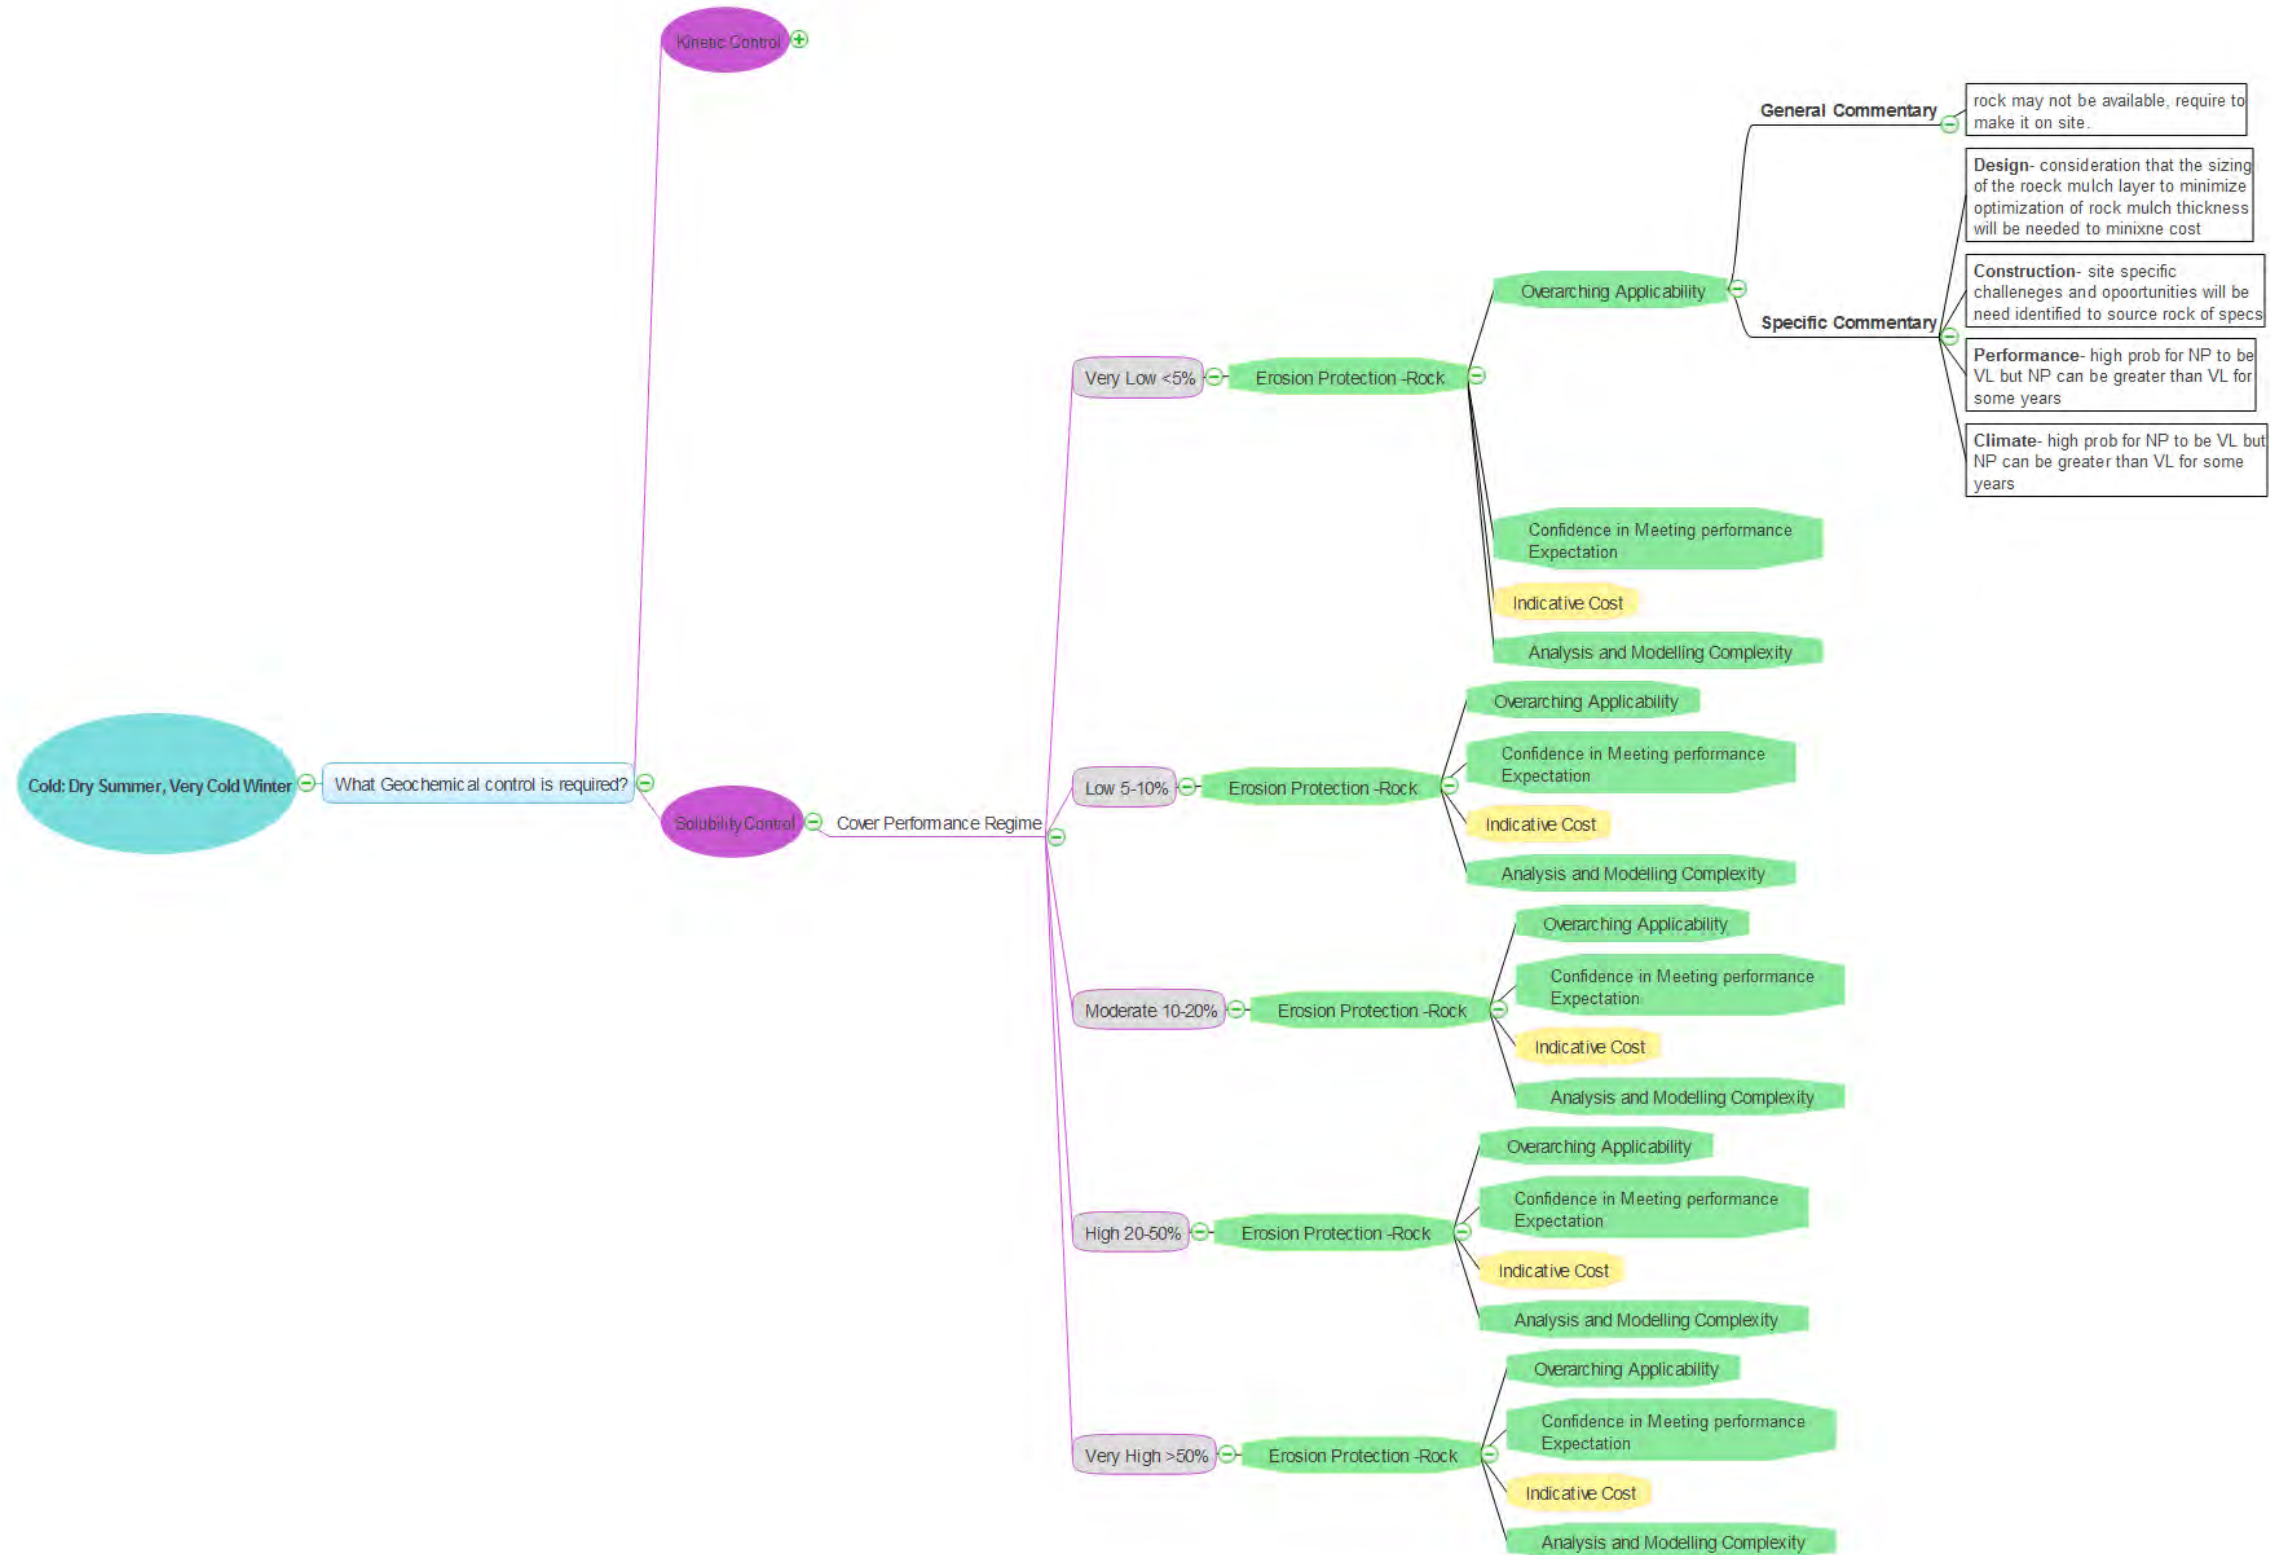 Kinetic Control
General Commentary
rock may not be available, require to
make it on site.
Design- consideration that the sizing
of the roeck mulch layer to minimize
optimization of rock mulch thickness
will be needed to minixne cost
Construction- site specific
challeneges and opoortunities will be
need identified to source rock of specs
Overarching Applicability
Specific Commentary
Performance- high prob for NP to be
VL but NP can be greater than VL for
some years
Climate- high prob for NP to be VL but
NP can be greater than VL for some
years
Very Low <5%
Erosion Protection -Rock
Confidence in Meeting performance
Expectation
Indicative Cost
Analysis and Modelling Complexity
Cold: Dry Summer, Very Cold Winter
What Geochemical control is required?
Solubility Control
Cover Performance Regime
Low 5-10%
Erosion Protection -Rock
Overarching Applicability
Confidence in Meeting performance
Expectation
Indicative Cost
Analysis and Modelling Complexity
Moderate 10-20%
Erosion Protection -Rock
Overarching Applicability
Confidence in Meeting performance
Expectation
Indicative Cost
Analysis and Modelling Complexity
High 20-50%
Erosion Protection -Rock
Overarching Applicability
Confidence in Meeting performance
Expectation
Indicative Cost
Analysis and Modelling Complexity
Very High >50%
Erosion Protection -Rock
Overarching Applicability
Confidence in Meeting performance
Expectation
Indicative Cost
Analysis and Modelling Complexity